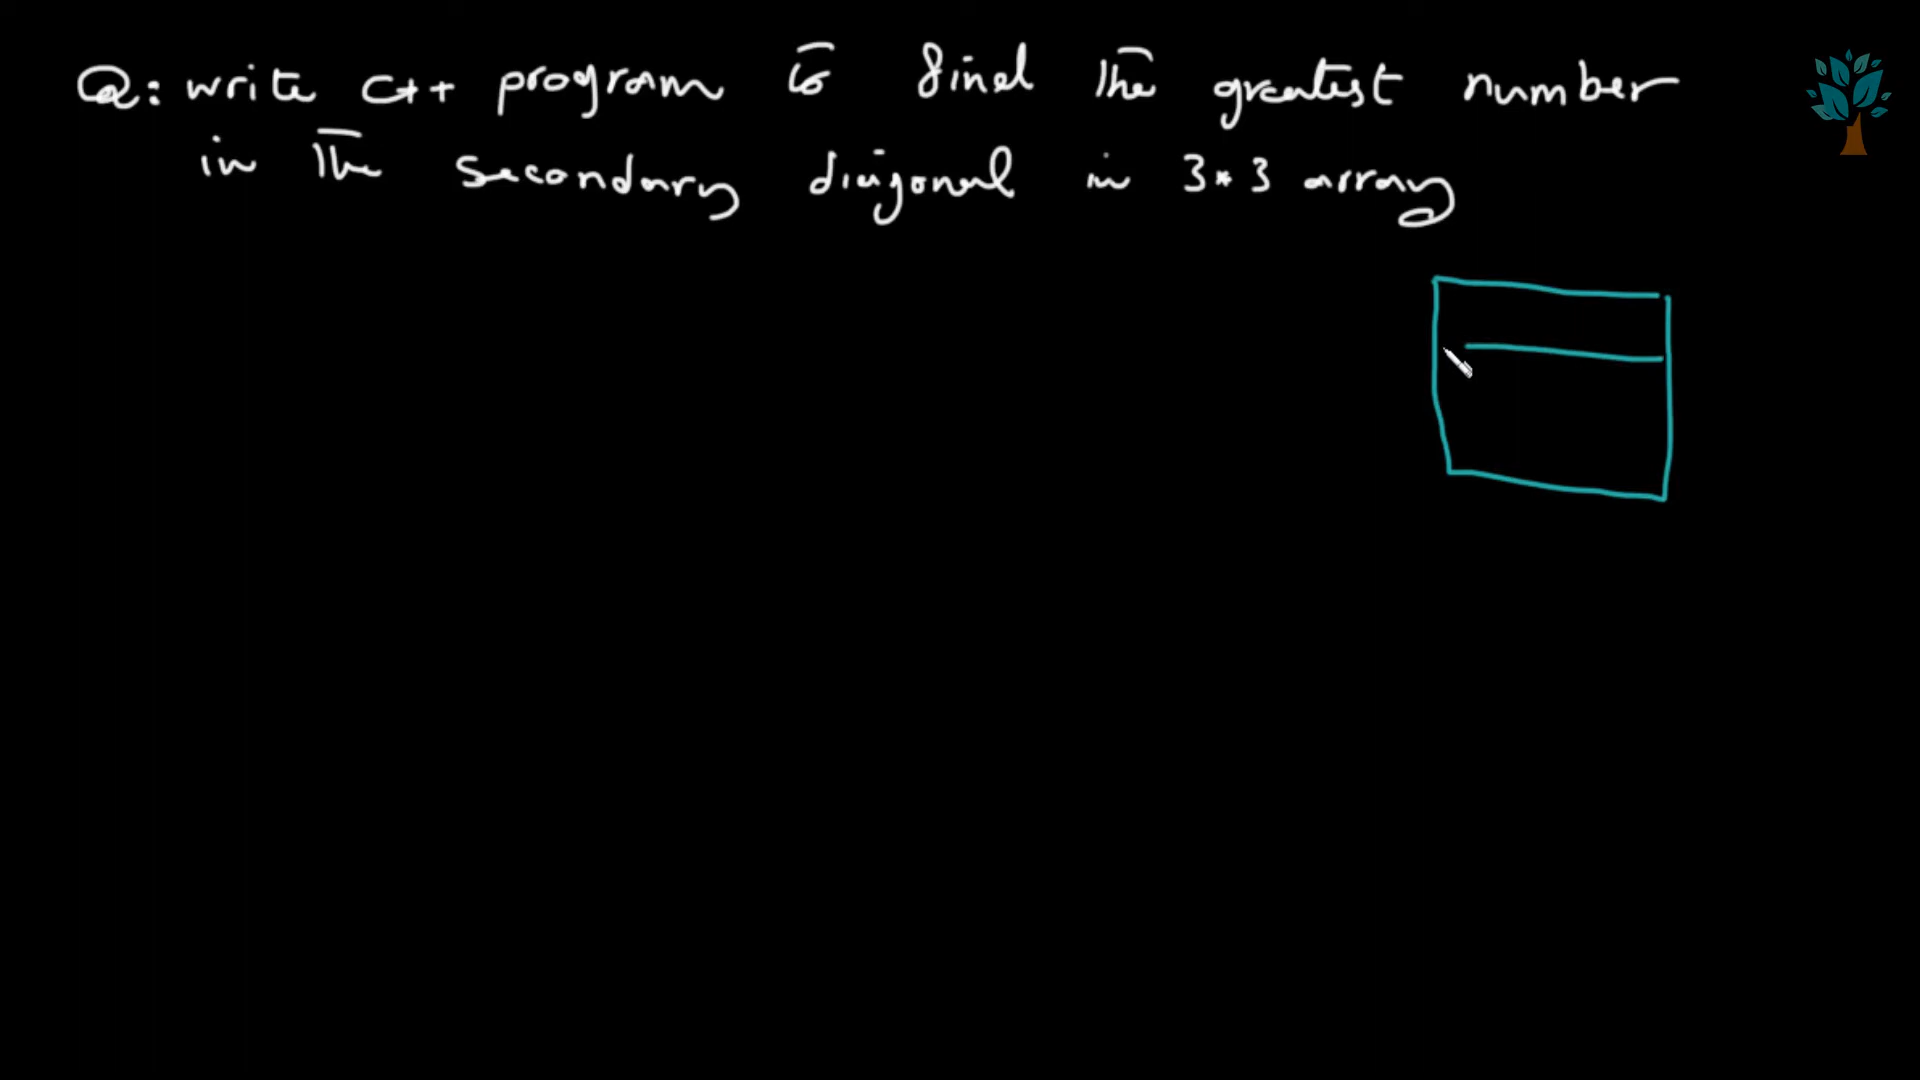 Q: write c++ program to find the greatest number
in the secondary diagonal in 3*3 array